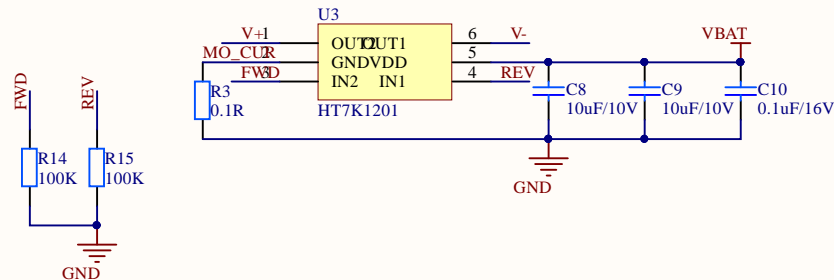 U3
V+ 1 OUT2 OUT1 6 V-
MO_CUR 2 GND VDD 5 VBAT
FWD 3 IN2 IN1 4 REV
HT7K1201
R3
0.1R
C8
10uF/10V
C9
10uF/10V
C10
0.1uF/16V
GND
FWD
REV
R14
100K
R15
100K
GND